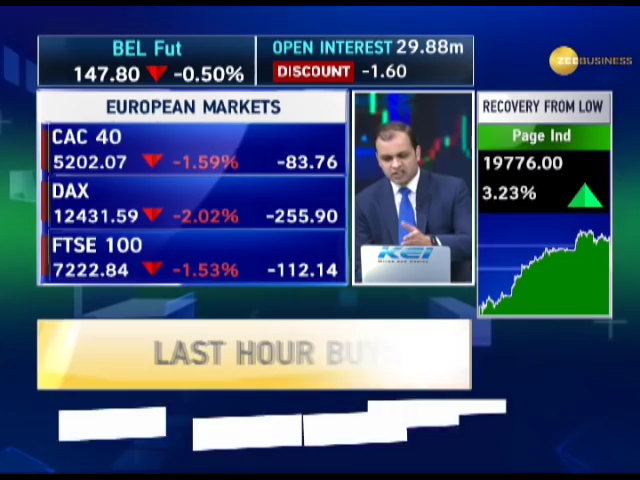 BEL Fut
147.80 -0.50%
OPEN INTEREST 29.88m
DISCOUNT -1.60
ZEE BUSINESS
EUROPEAN MARKETS
CAC 40
5202.07 -1.59% -83.76
DAX
12431.59 -2.02% -255.90
FTSE 100
7222.84 -1.53% -112.14
KEI
RECOVERY FROM LOW
Page Ind
19776.00
3.23%
LAST HOUR